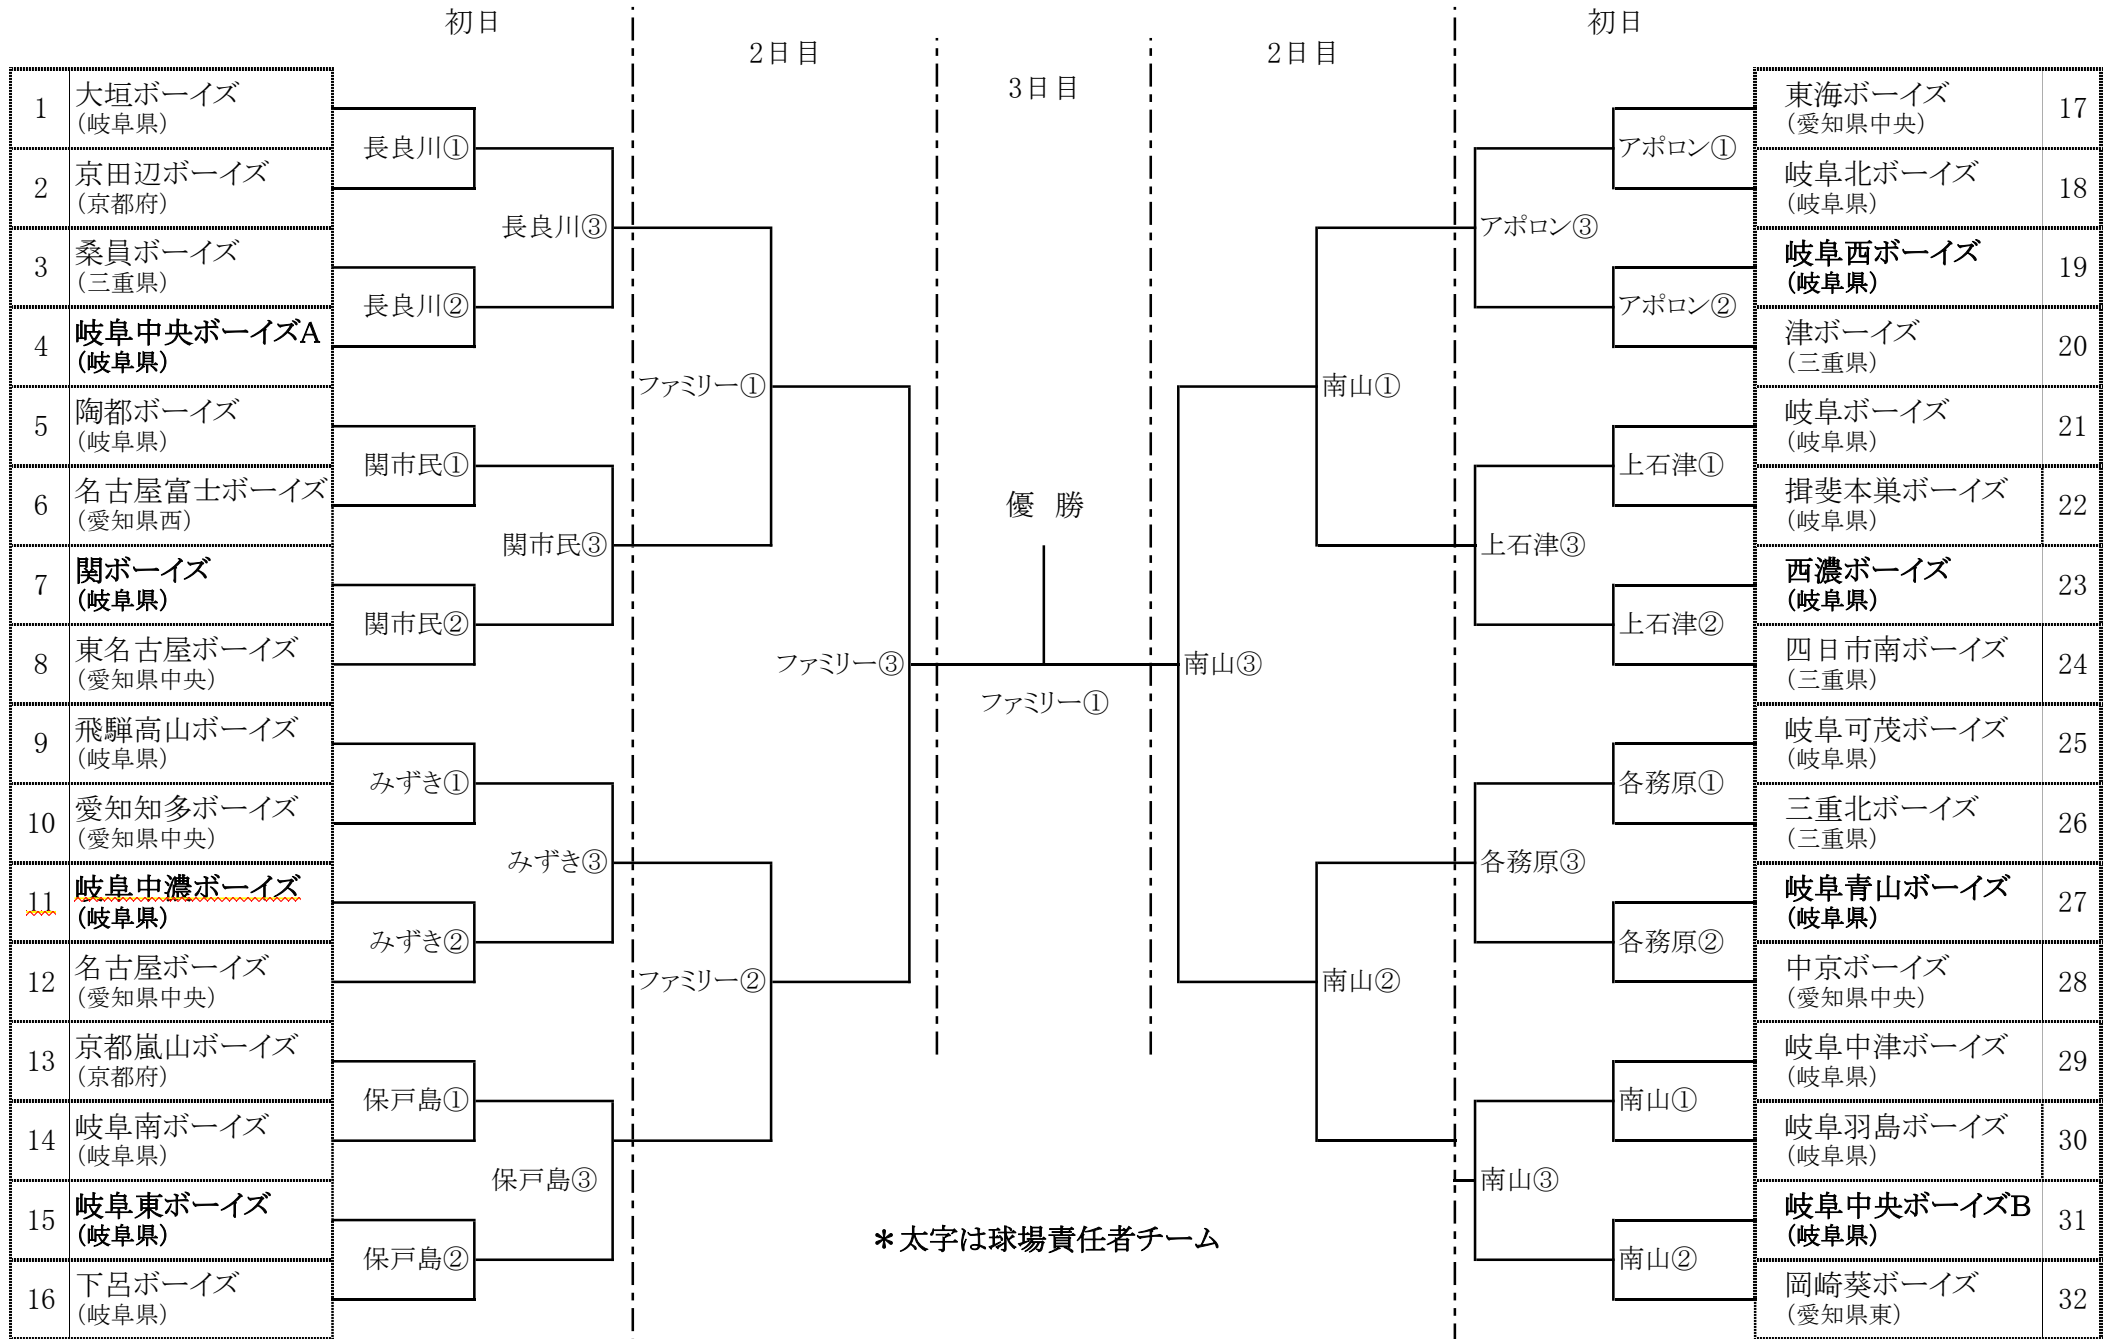 初日
2日目
3日目
2日目
初日
1 大垣ボーイズ
(岐阜県)
2 京田辺ボーイズ
(京都府)
3 桑員ボーイズ
(三重県)
4 岐阜中央ボーイズA
(岐阜県)
5 陶都ボーイズ
(岐阜県)
6 名古屋富士ボーイズ
(愛知県西)
7 関ボーイズ
(岐阜県)
8 東名古屋ボーイズ
(愛知県中央)
9 飛騨高山ボーイズ
(岐阜県)
10 愛知知多ボーイズ
(愛知県中央)
11 岐阜中濃ボーイズ
(岐阜県)
12 名古屋ボーイズ
(愛知県中央)
13 京都嵐山ボーイズ
(京都府)
14 岐阜南ボーイズ
(岐阜県)
15 岐阜東ボーイズ
(岐阜県)
16 下呂ボーイズ
(岐阜県)
長良川①
長良川②
関市民①
関市民②
みずき①
みずき②
保戸島①
保戸島②
長良川③
関市民③
みずき③
保戸島③
ファミリー①
ファミリー②
ファミリー③
優 勝
ファミリー①
南山③
南山①
南山②
アポロン③
上石津③
各務原③
南山③
アポロン①
アポロン②
上石津①
上石津②
各務原①
各務原②
南山①
南山②
東海ボーイズ 17
(愛知県中央)
岐阜北ボーイズ 18
(岐阜県)
岐阜西ボーイズ 19
(岐阜県)
津ボーイズ 20
(三重県)
岐阜ボーイズ 21
(岐阜県)
揖斐本巣ボーイズ 22
(岐阜県)
西濃ボーイズ 23
(岐阜県)
四日市南ボーイズ 24
(三重県)
岐阜可茂ボーイズ 25
(岐阜県)
三重北ボーイズ 26
(三重県)
岐阜青山ボーイズ 27
(岐阜県)
中京ボーイズ 28
(愛知県中央)
岐阜中津ボーイズ 29
(岐阜県)
岐阜羽島ボーイズ 30
(岐阜県)
岐阜中央ボーイズB 31
(岐阜県)
岡崎葵ボーイズ 32
(愛知県東)
＊太字は球場責任者チーム